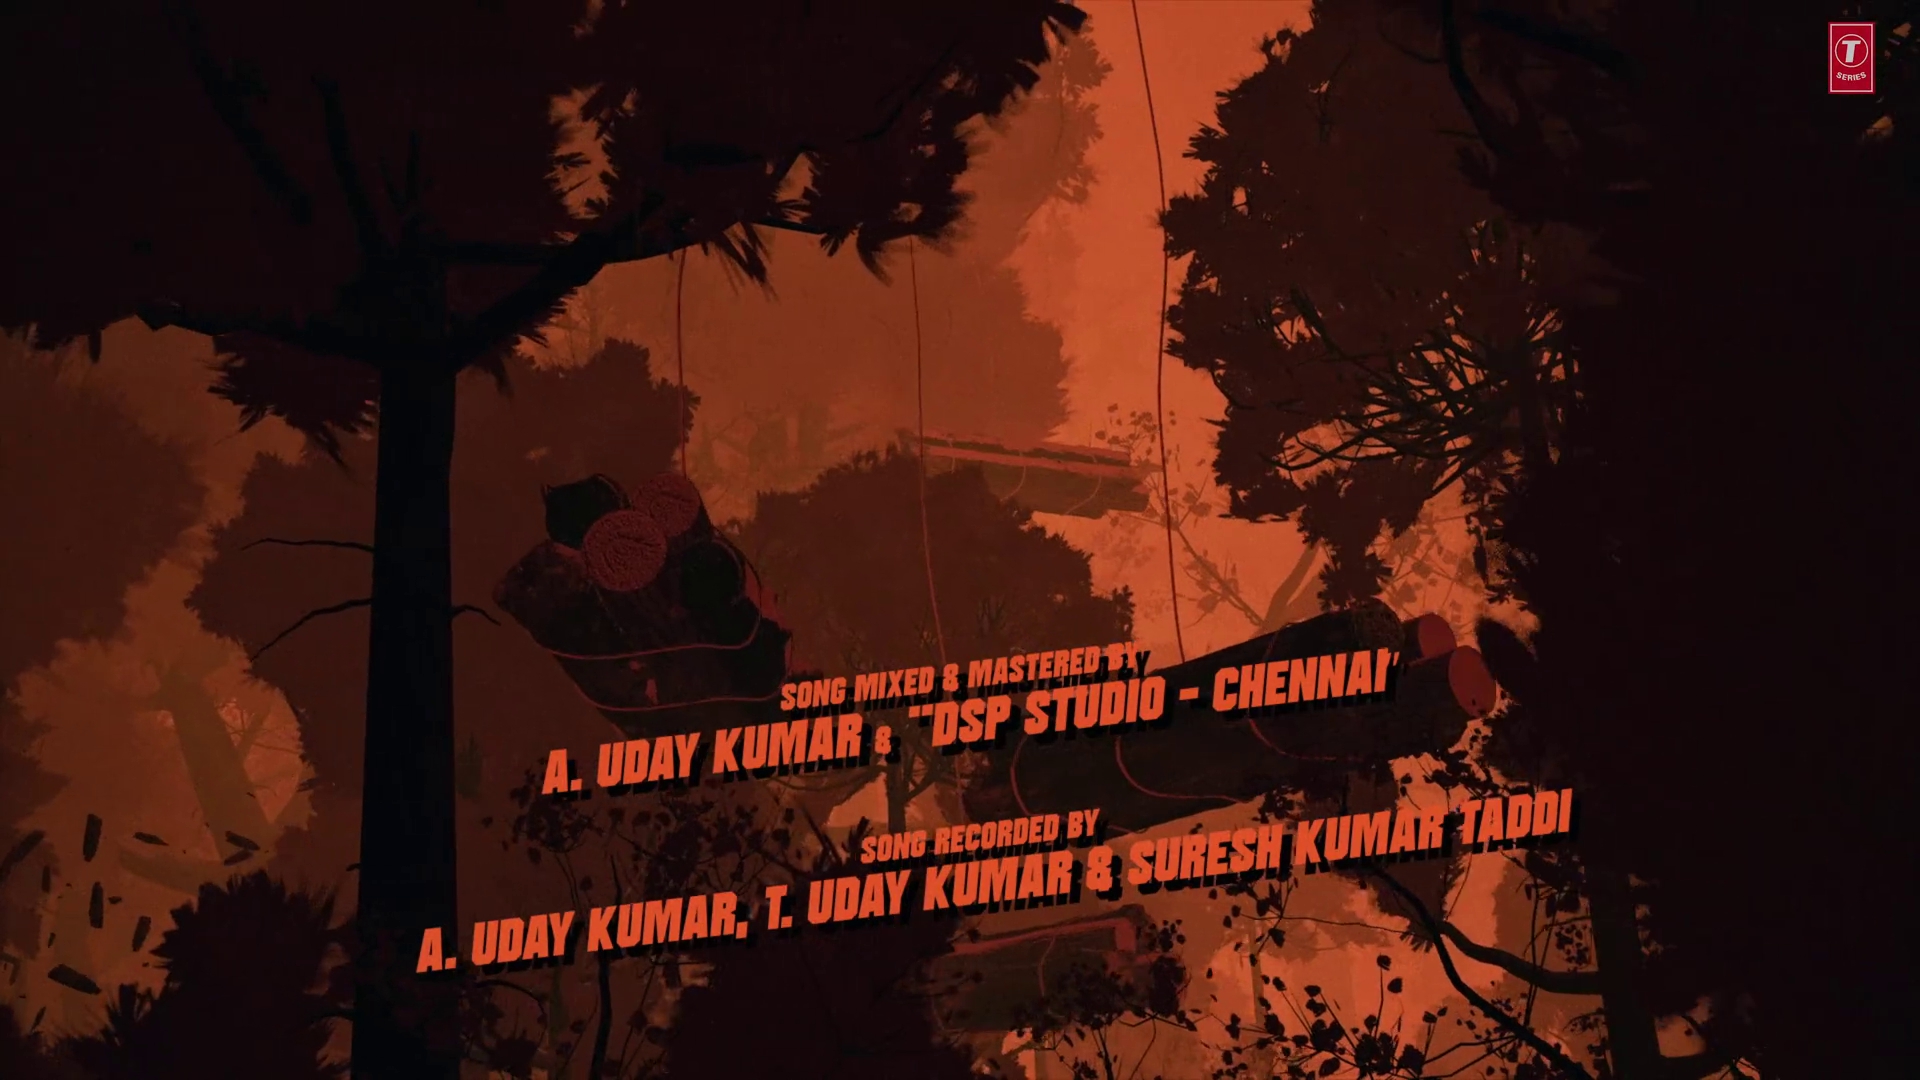 T
SERIES
SONG MIXED & MASTERED BY
A. UDAY KUMAR & "DSP STUDIO - CHENNAI"
SONG RECORDED BY
A. UDAY KUMAR, T. UDAY KUMAR & SURESH KUMAR TADDI